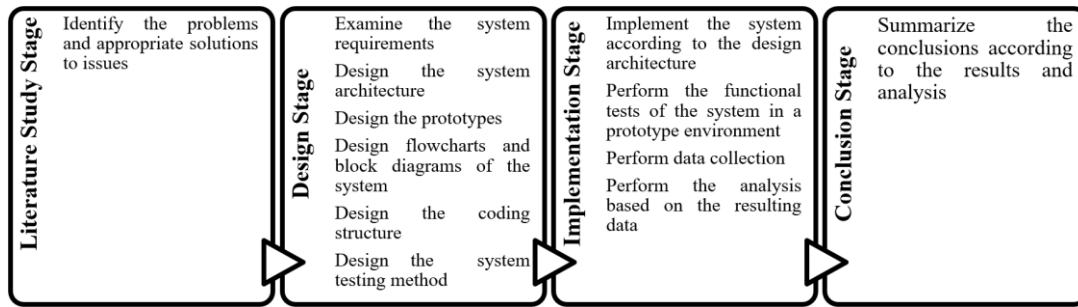 Literature Study Stage
Identify the problems
and appropriate solutions
to issues
Design Stage
Examine the system
requirements
Design the system
architecture
Design the prototypes
Design flowcharts and
block diagrams of the
system
Design the coding
structure
Design the system
testing method
Implementation Stage
Implement the system
according to the design
architecture
Perform the functional
tests of the system in a
prototype environment
Perform data collection
Perform the analysis
based on the resulting
data
Conclusion Stage
Summarize the
conclusions according
to the results and
analysis